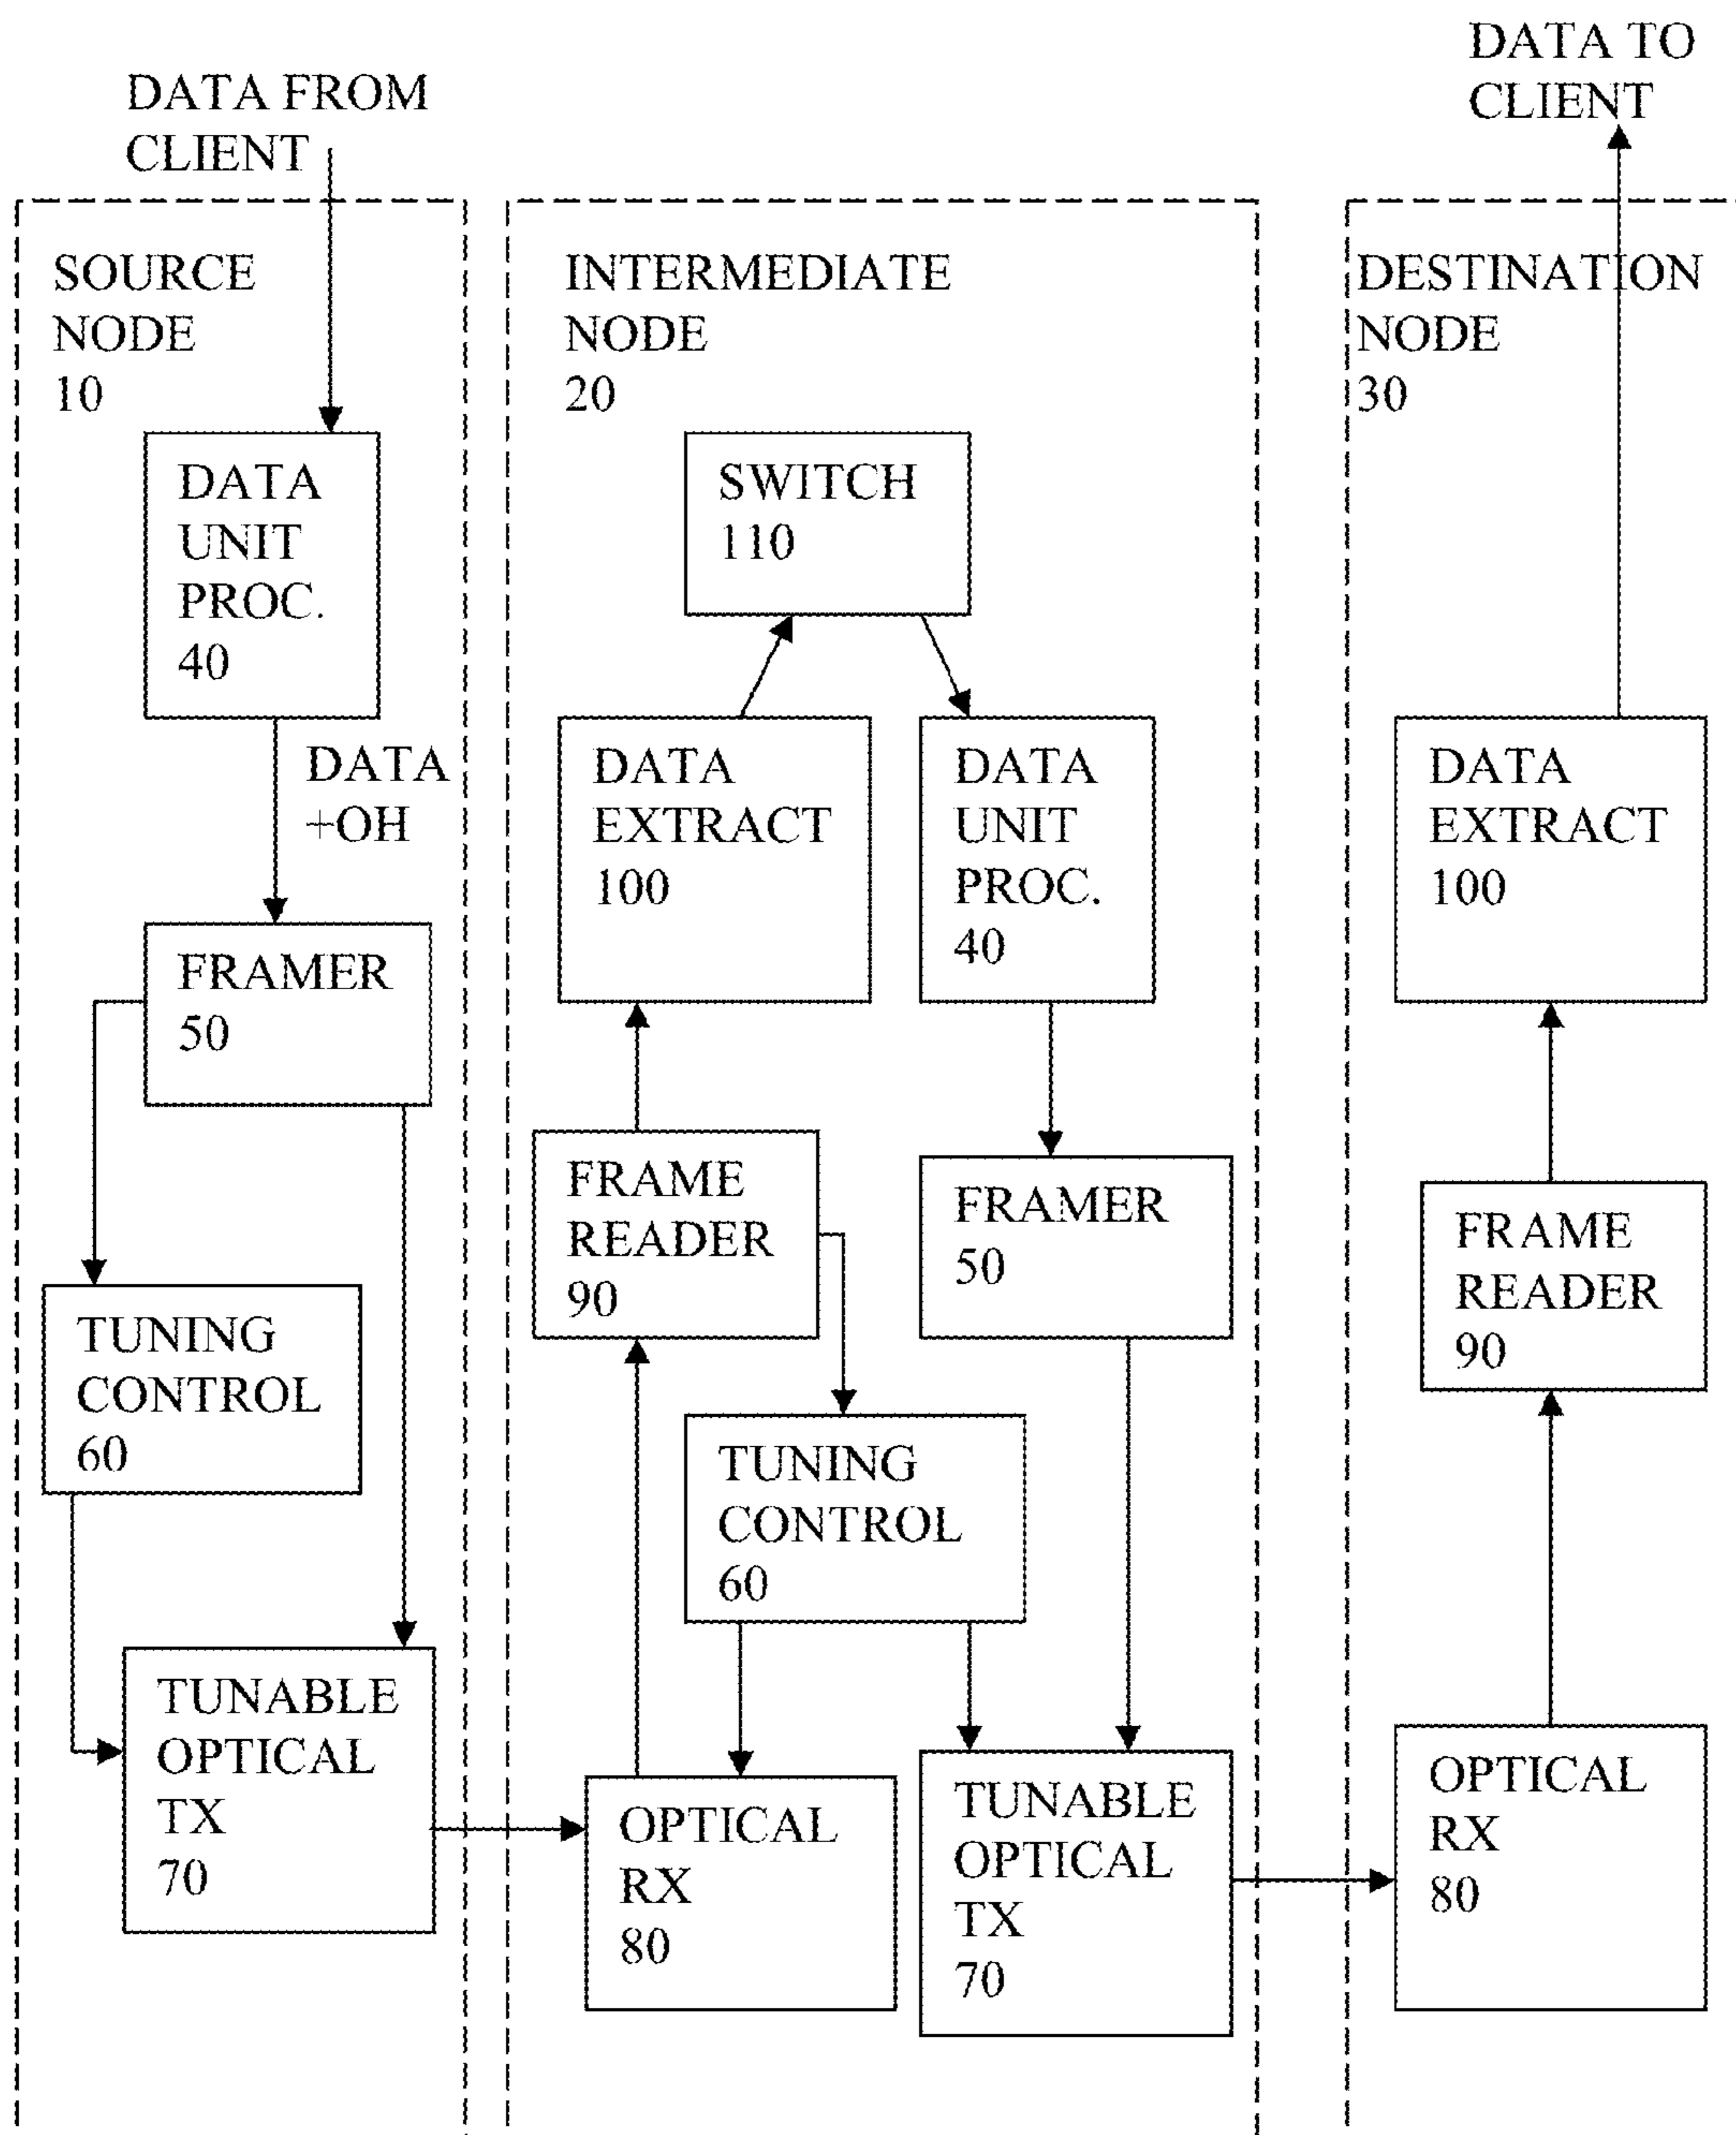 DATA FROM
CLIENT
DATA TO
CLIENT
SOURCE
NODE
10
DATA
UNIT
PROC.
40
DATA
+OH
FRAMER
50
TUNING
CONTROL
60
TUNABLE
OPTICAL
TX
70
INTERMEDIATE
NODE
20
SWITCH
110
DATA
EXTRACT
100
DATA
UNIT
PROC.
40
FRAME
READER
90
FRAMER
50
TUNING
CONTROL
60
OPTICAL
RX
80
TUNABLE
OPTICAL
TX
70
DESTINATION
NODE
30
DATA
EXTRACT
100
FRAME
READER
90
OPTICAL
RX
80